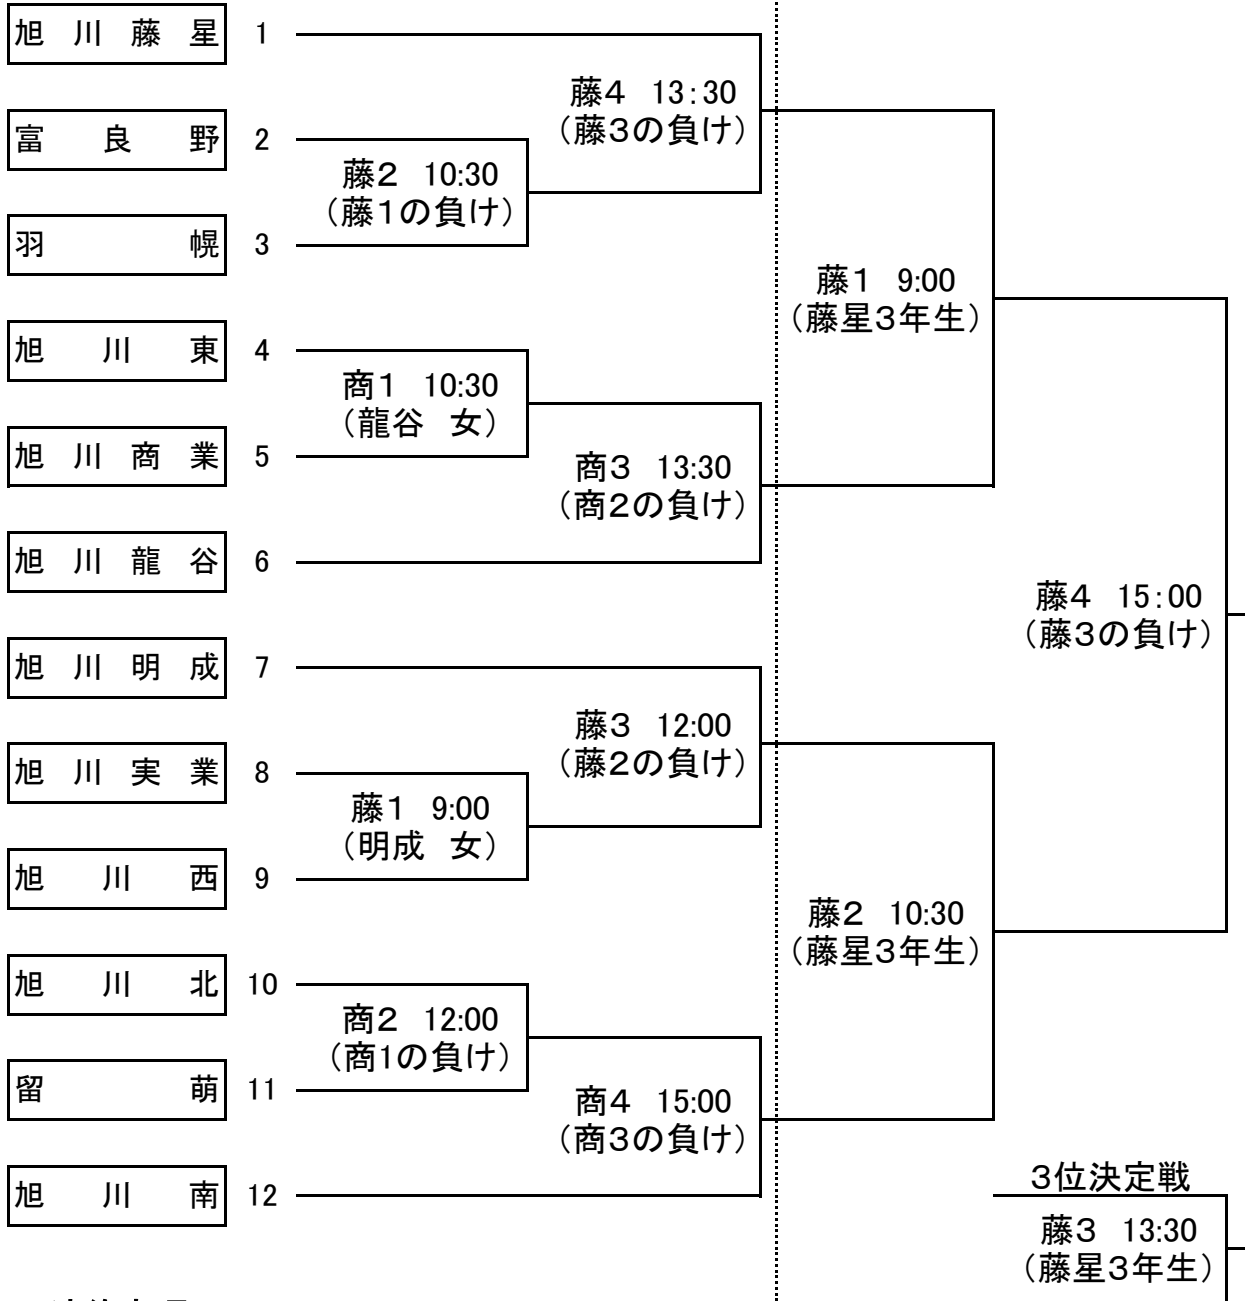 旭川藤星 1
藤4 13:30
(藤3の負け)
富良野 2
藤2 10:30
(藤1の負け)
羽幌 3
藤1 9:00
(藤星3年生)
旭川東 4
商1 10:30
(龍谷 女)
旭川商業 5
商3 13:30
(商2の負け)
旭川龍谷 6
藤4 15:00
(藤3の負け)
旭川明成 7
藤3 12:00
(藤2の負け)
旭川実業 8
藤1 9:00
(明成 女)
旭川西 9
藤2 10:30
(藤星3年生)
旭川北 10
商2 12:00
(商1の負け)
留萌 11
商4 15:00
(商3の負け)
旭川南 12
3位決定戦
藤3 13:30
(藤星3年生)